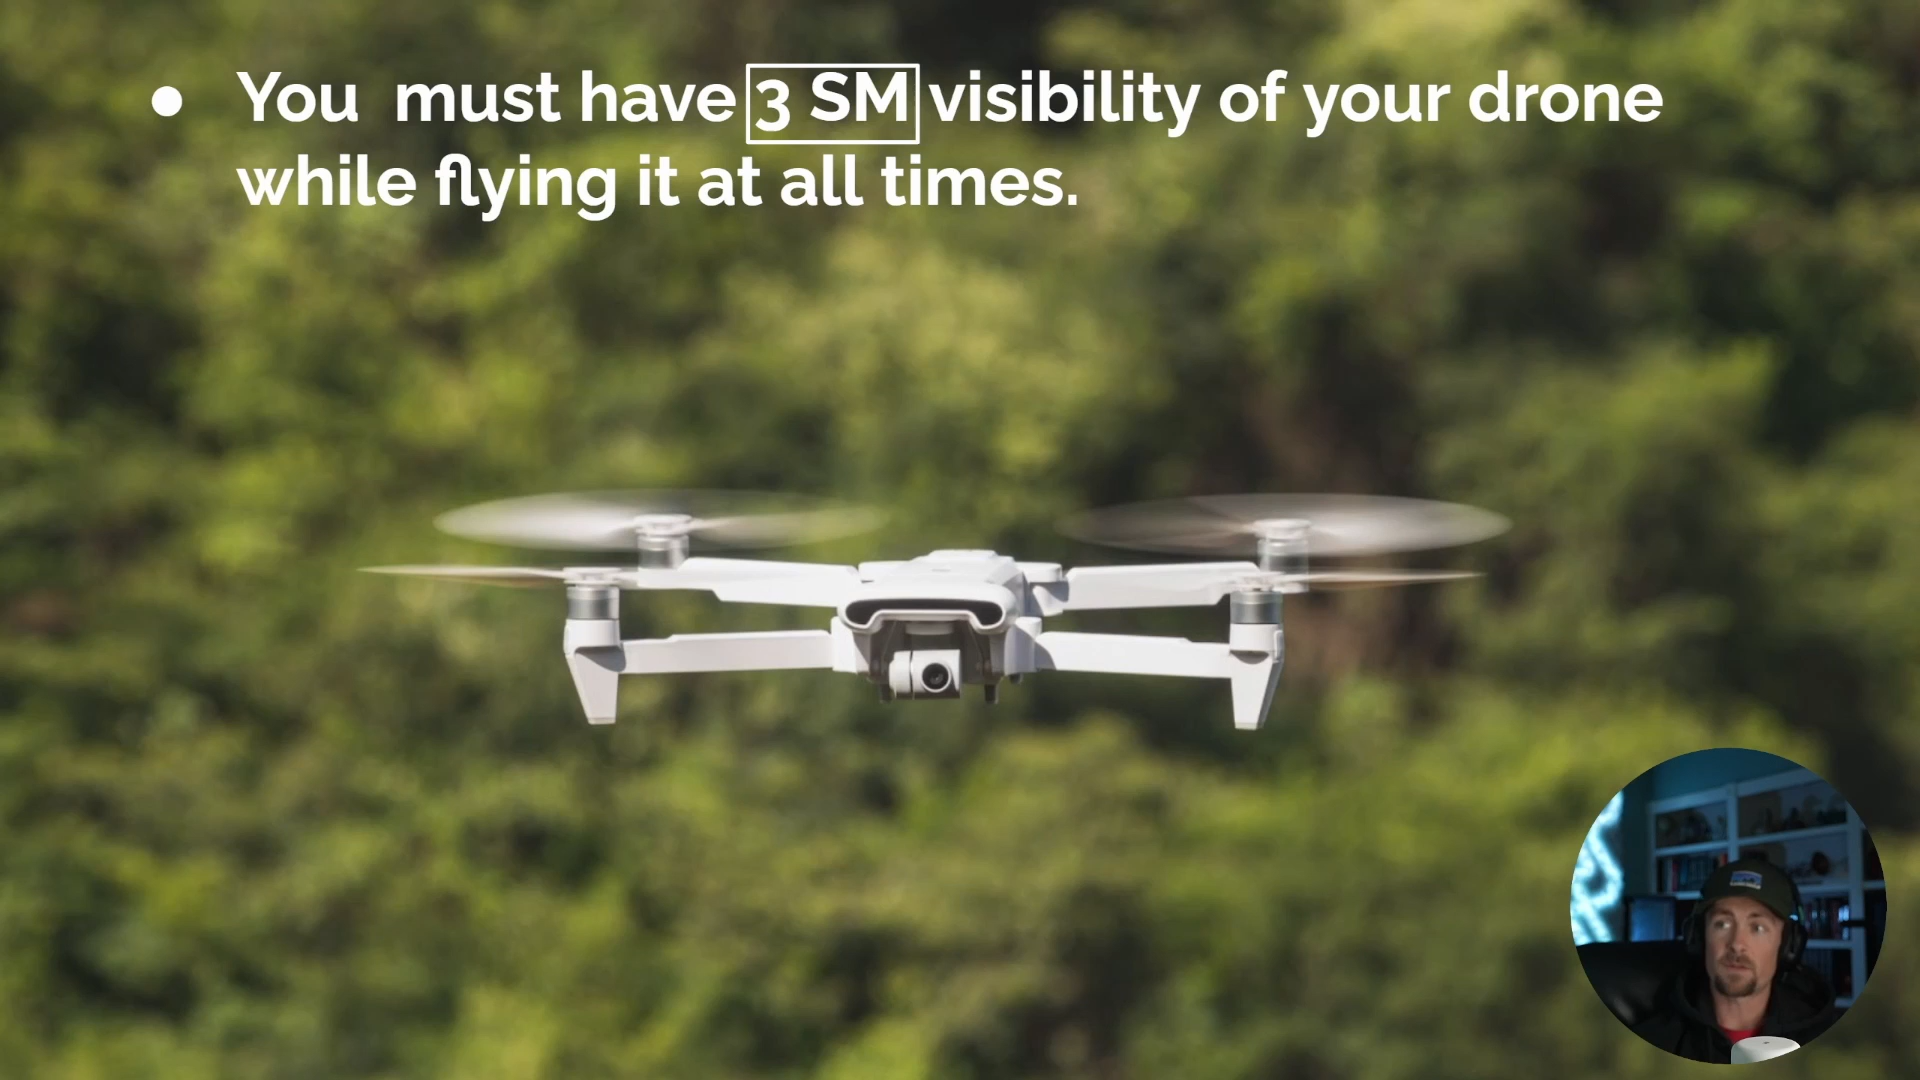 ● You must have 3 SM visibility of your drone
while flying it at all times.